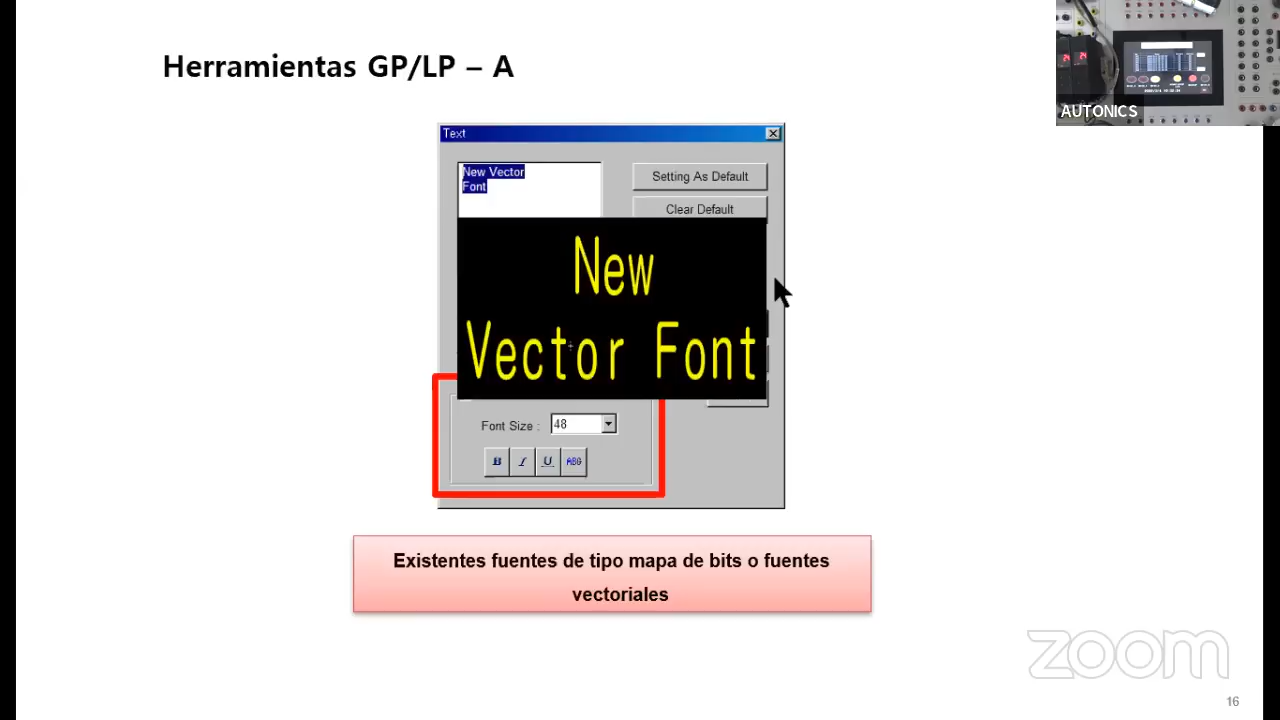 Herramientas GP/LP – A
AUTONICS
Text
New Vector
Font
Setting As Default
Clear Default
New
Vector Font
Font Size :
48
B
I
U
ABG
Existentes fuentes de tipo mapa de bits o fuentes
vectoriales
zoom
16